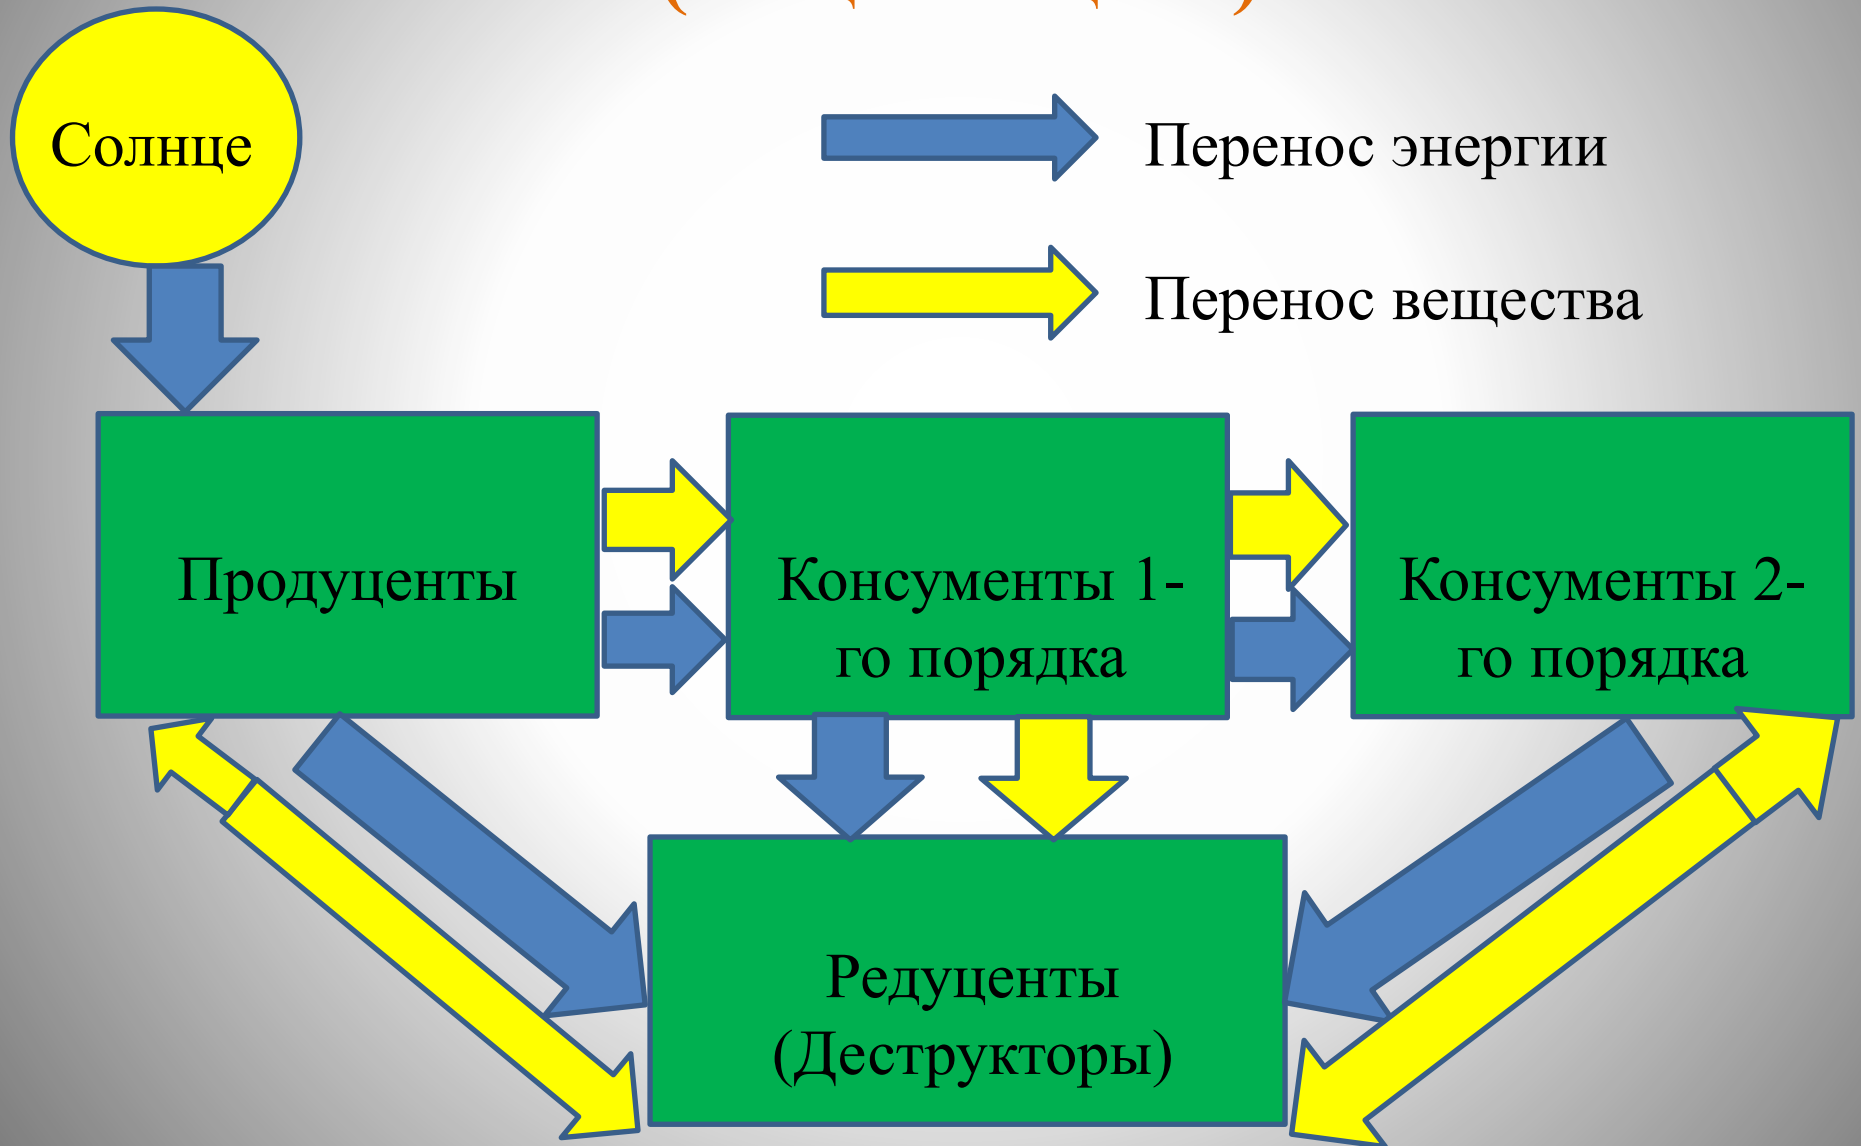 Солнце
Перенос энергии
Перенос вещества
Продуценты
Консументы 1-
го порядка
Консументы 2-
го порядка
Редуценты
(Деструкторы)